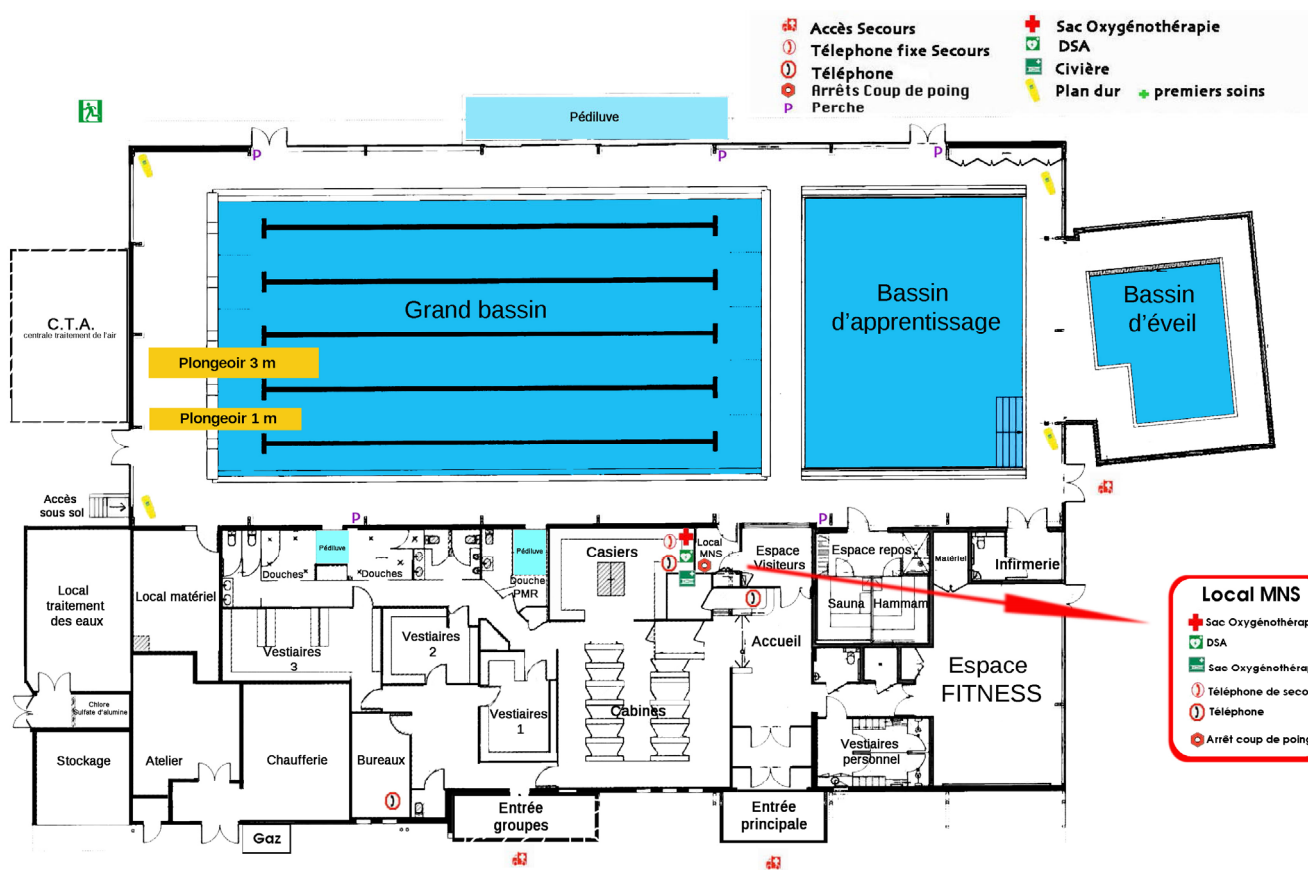 Accès Secours
Télephone fixe Secours
Téléphone
Arrêts Coup de poing
P Perche
Sac Oxygénothérapie
DSA
Civière
Plan dur
premiers soins
Pédiluve
P
P
P
C.T.A.
centrale traitement de l'air
Grand bassin
Bassin
d'apprentissage
Bassin
d'éveil
Plongeoir 3 m
Plongeoir 1 m
Accès
sous sol
P
P
Pédiluve
Douches
Douches
Pédiluve
Douche
PMR
Casiers
Local
MNS
Espace
Visiteurs
Espace repos
Matériel
Infirmerie
Local
traitement
des eaux
Local matériel
Vestiaires
3
Vestiaires
2
Vestiaires
1
Cabines
Accueil
Sauna
Hammam
Espace
FITNESS
Chlore
Sulfate d'alumine
Stockage
Atelier
Chaufferie
Bureaux
Vestiaires
personnel
Gaz
Entrée
groupes
Entrée
principale
Local MNS
Sac Oxygénothérap
DSA
Sac Oxygénothérap
Téléphone de seco
Téléphone
Arrêt coup de poing